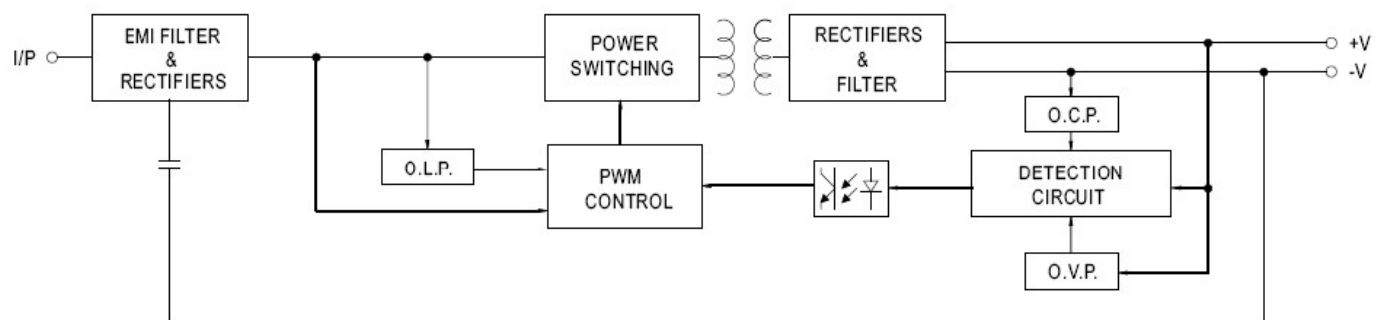 I/P
EMI FILTER
&
RECTIFIERS
POWER
SWITCHING
RECTIFIERS
&
FILTER
+V
-V
O.C.P.
O.L.P.
PWM
CONTROL
DETECTION
CIRCUIT
O.V.P.